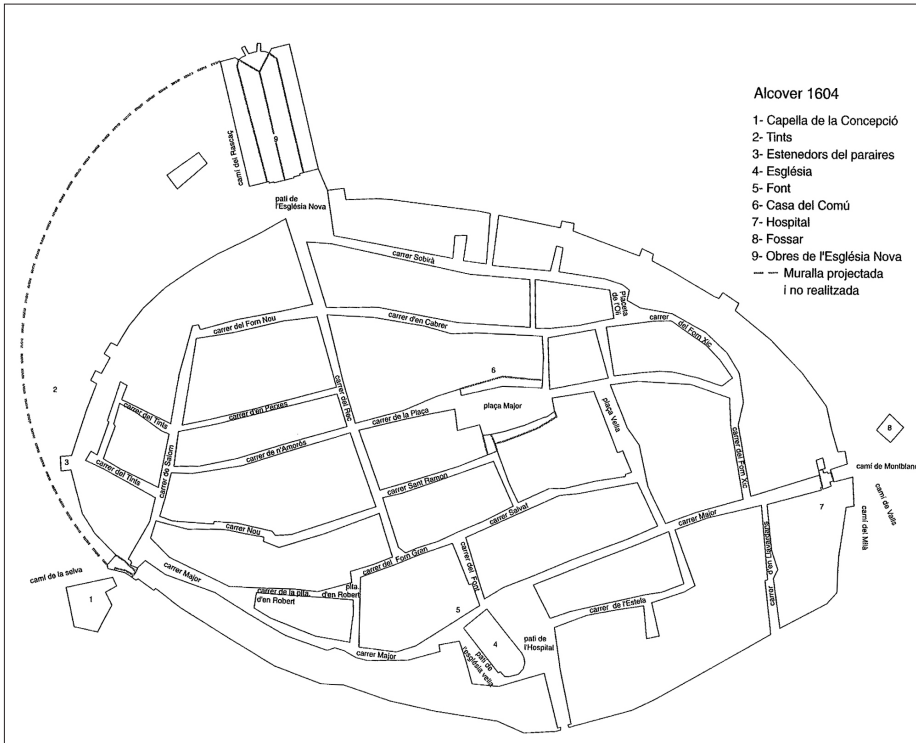 Alcover 1604
1- Capella de la Concepció
2- Tints
3- Estenedors del paraires
4- Església
5- Font
6- Casa del Comú
7- Hospital
8- Fossar
9- Obres de l'Església Nova
Muralla projectada
i no realitzada
camí del Rascaç
9
pati de
l'Església Nova
carrer Sobirà
Placeta
de l'Oli
carrer del Forn Nou
carrer d'en Cabrer
carrer
del Forn Xic
6
2
carrer del Rec
carrer d'en Parxes
carrer de la Plaça
plaça Major
plaça Vella
carrer del Tints
carrer de n'Amorós
8
carrer del Forn Xic
3
carrer del Tints
carrer de Salom
carrer Sant Ramon
camí de Montblanc
carrer Salvat
7
camí de Valls
camí del Milà
carrer Nou
carrer Major
carrer del Forn Gran
carrer del Font
carrer
camí de la selva
carrer Major
plta.
carrer de la plta.
d'en Robert
d'en Robert
1
5
carrer de l'Estela
4
pati de
l'Hospital
carrer Major
pati de
l'església vella